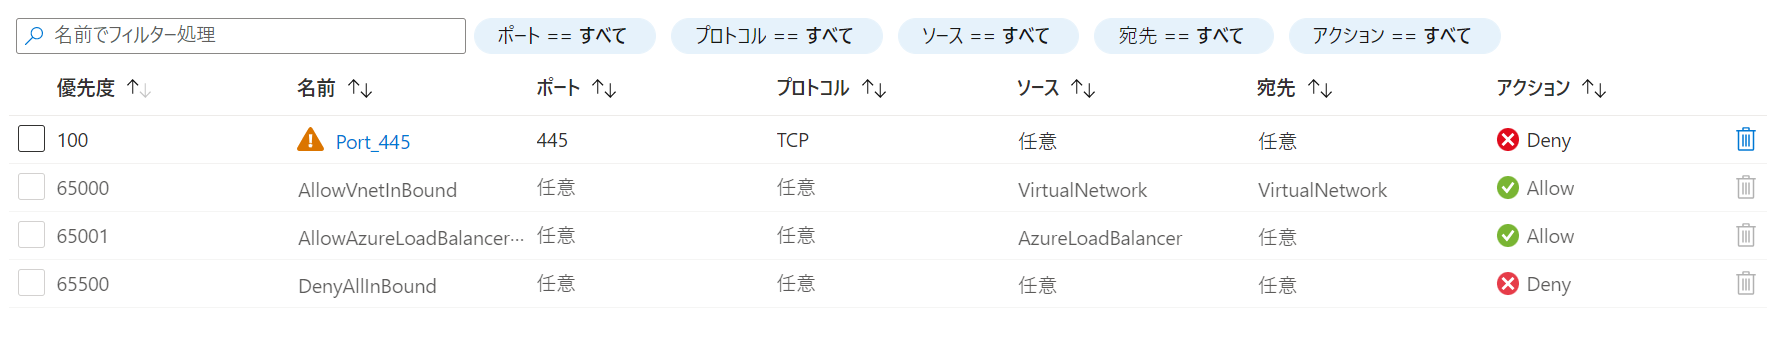 名前でフィルター処理 ポート == すべて プロトコル == すべて ソース == すべて 宛先 == すべて アクション == すべて
優先度 ↑↓ 名前 ↑↓ ポート ↑↓ プロトコル ↑↓ ソース ↑↓ 宛先 ↑↓ アクション ↑↓
100 Port_445 445 TCP 任意 任意 Deny
65000 AllowVnetInBound 任意 任意 VirtualNetwork VirtualNetwork Allow
65001 AllowAzureLoadBalancer··· 任意 任意 AzureLoadBalancer 任意 Allow
65500 DenyAllInBound 任意 任意 任意 任意 Deny